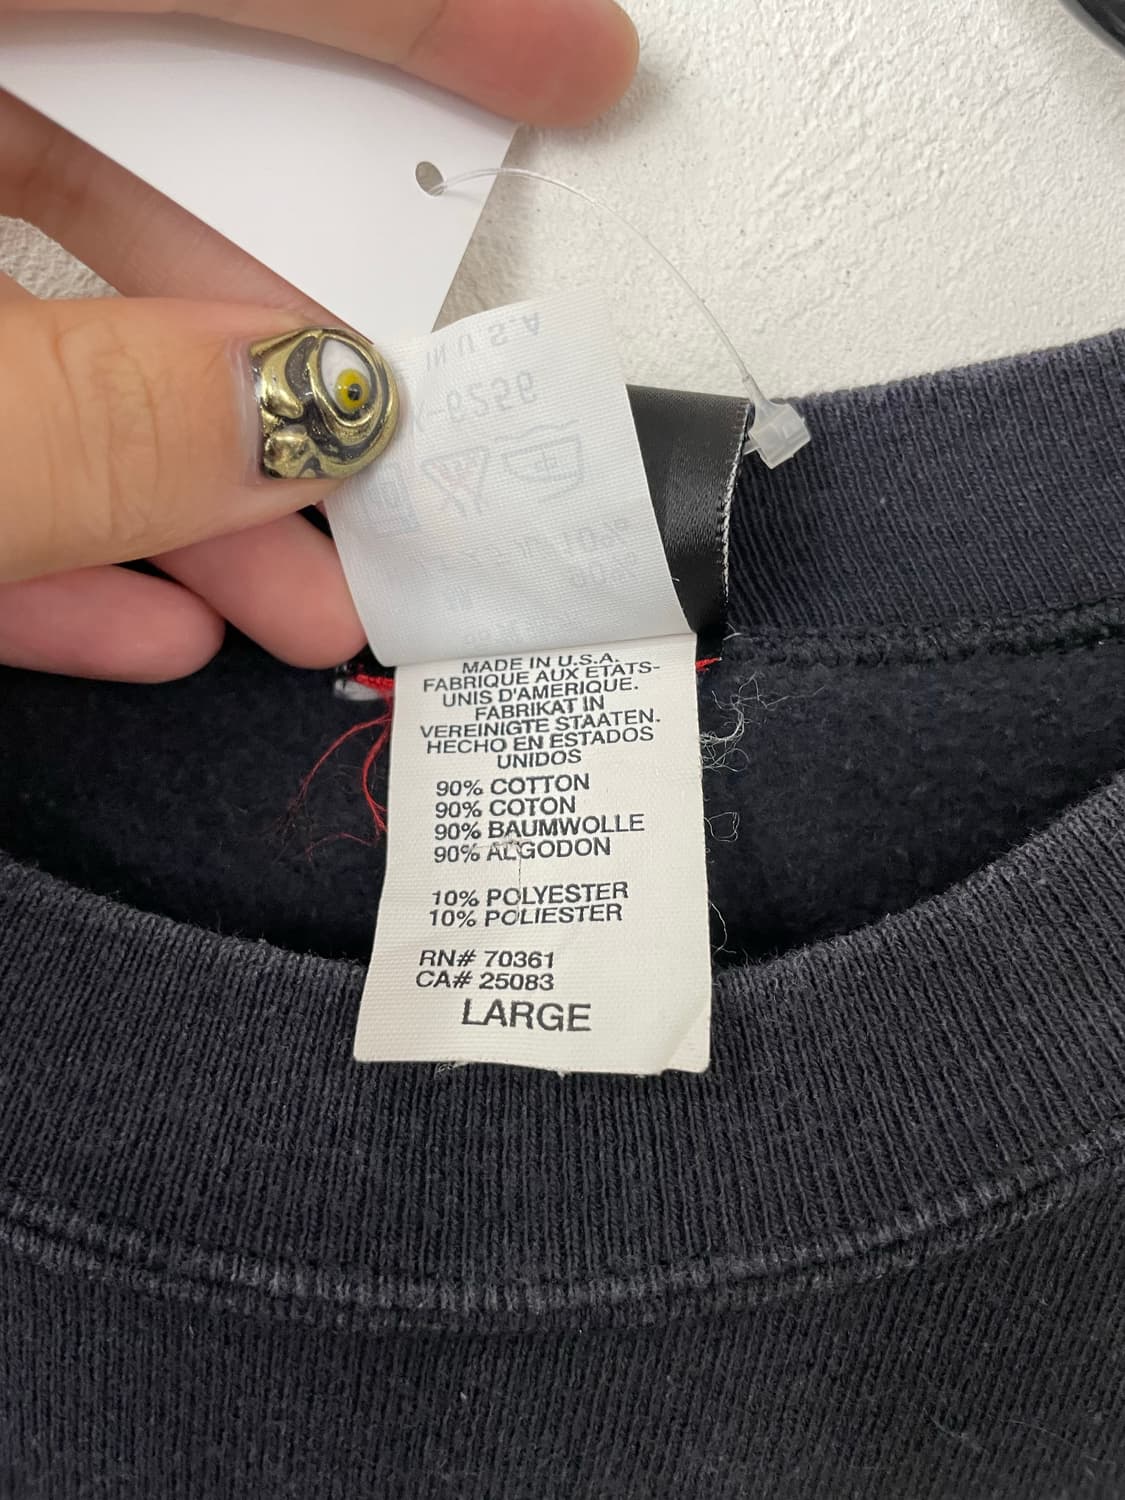 MADE IN U.S.A.
FABRIQUE AUX ETATS-
UNIS D'AMERIQUE.
FABRIKAT IN
VEREINIGTE STAATEN.
HECHO EN ESTADOS
UNIDOS
90% COTTON
90% COTON
90% BAUMWOLLE
90% ALGODON
10% POLYESTER
10% POLIESTER
RN# 70361
CA# 25083
LARGE